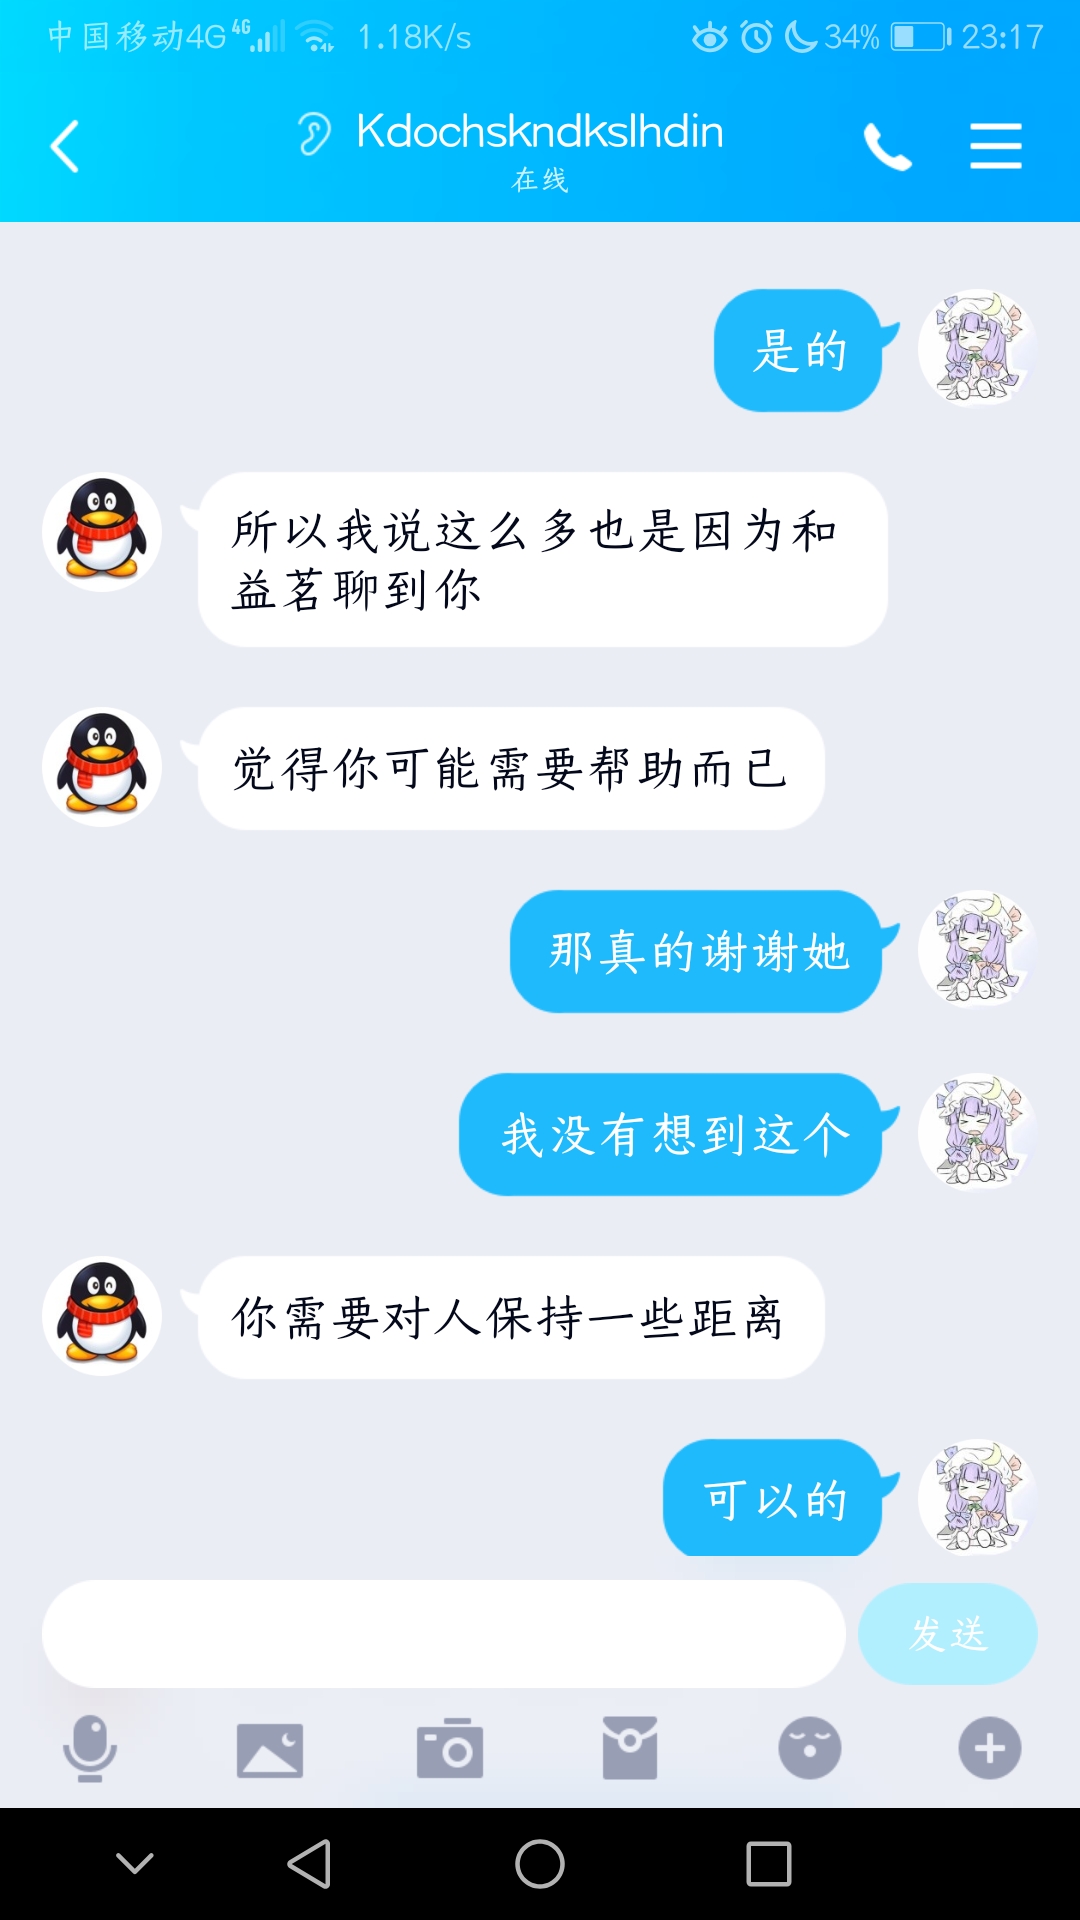 中国移动4G 4G 1.18K/s 34% 23:17
Kdochskndkslhdin
在线
是的
所以我说这么多也是因为和
益茗聊到你
觉得你可能需要帮助而已
那真的谢谢她
我没有想到这个
你需要对人保持一些距离
可以的
发送